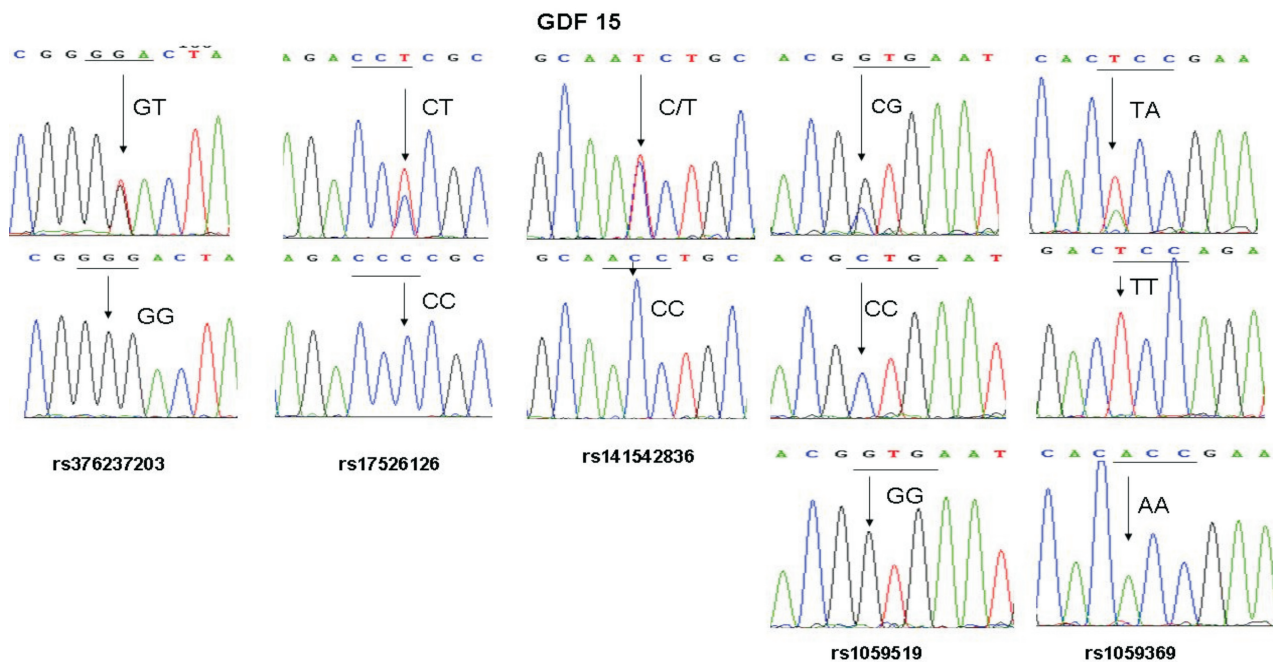 GDF 15
C G G G G A C T A
A G A C C T C G C
G C A A T C T G C
A C G G T G A A T
C A C T C C G A A
GT
CT
C/T
CG
TA
C G G G G A C T A
A G A C C C C G C
G C A A C C T G C
A C G C T G A A T
G A C T C C A G A
GG
CC
CC
CC
TT
rs376237203
rs17526126
rs141542836
A C G G T G A A T
C A C A C C G A A
GG
AA
rs1059519
rs1059369